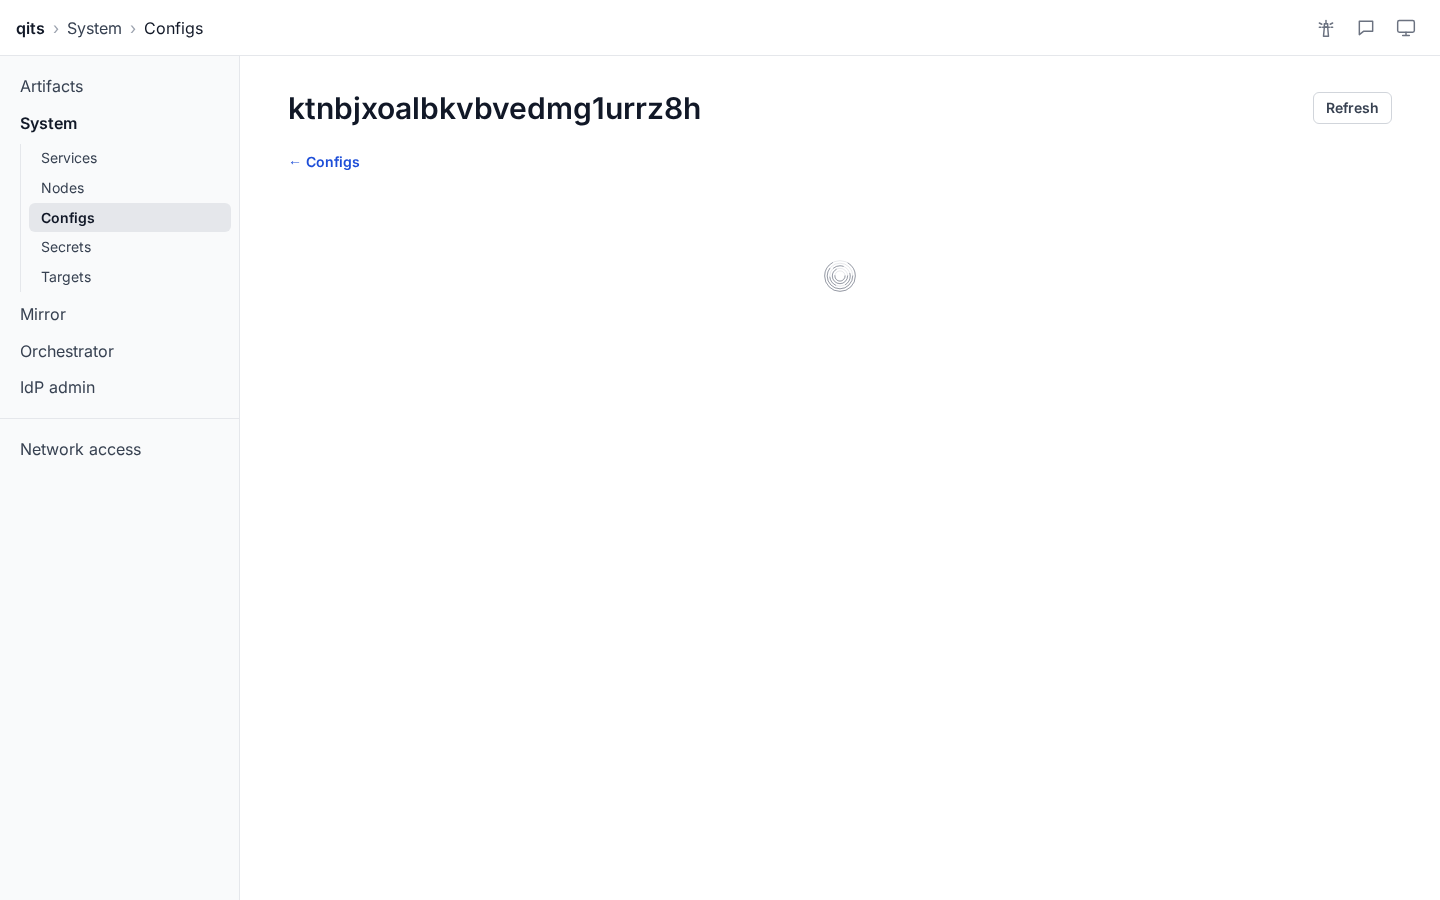 qits › System › Configs
Artifacts
System
Services
Nodes
Configs
Secrets
Targets
Mirror
Orchestrator
IdP admin
Network access
ktnbjxoalbkvbvedmg1urrz8h
Refresh
← Configs